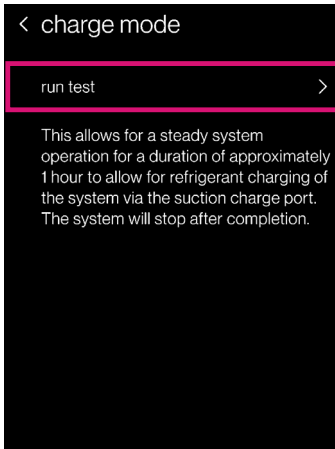 charge mode
run test
This allows for a steady system
operation for a duration of approximately
1 hour to allow for refrigerant charging of
the system via the suction charge port.
The system will stop after completion.